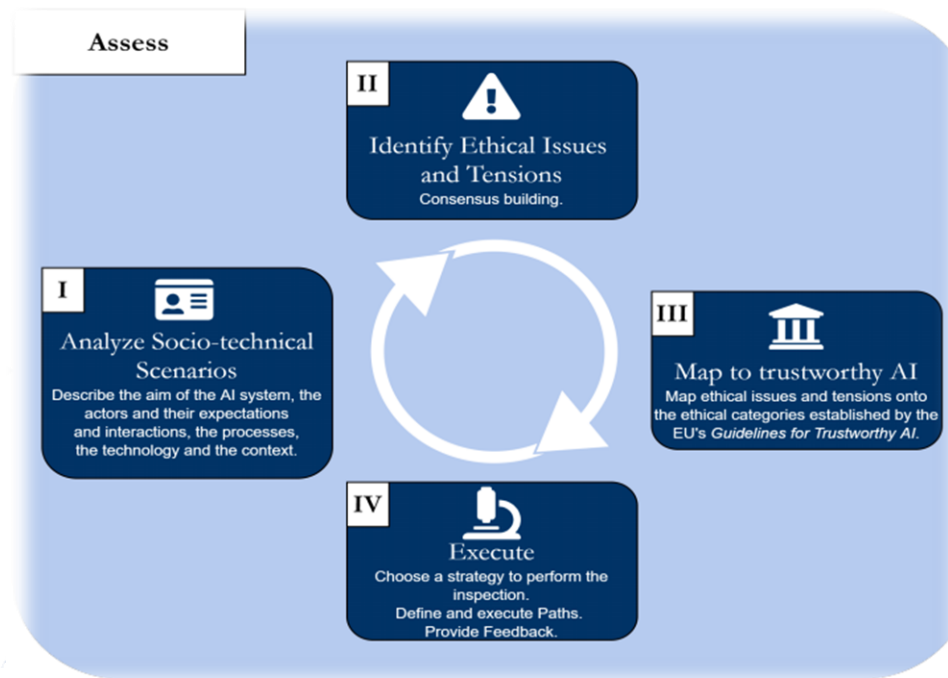 Assess
I
Analyze Socio-technical
Scenarios
Describe the aim of the AI system, the
actors and their expectations
and interactions, the processes,
the technology and the context.
II
Identify Ethical Issues
and Tensions
Consensus building.
III
Map to trustworthy AI
Map ethical issues and tensions onto
the ethical categories established by the
EU's Guidelines for Trustworthy AI.
IV
Execute
Choose a strategy to perform the
inspection.
Define and execute Paths.
Provide Feedback.